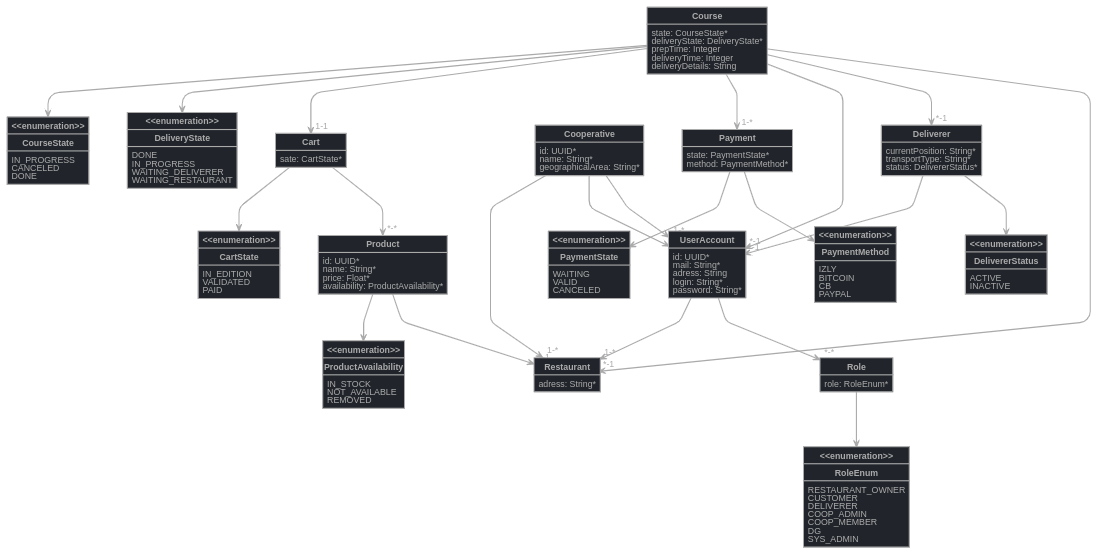 Course
state: CourseState*
deliveryState: DeliveryState*
prepTime: Integer
deliveryTime: Integer
deliveryDetails: String
<<enumeration>>
CourseState
IN_PROGRESS
CANCELED
DONE
<<enumeration>>
DeliveryState
DONE
IN_PROGRESS
WAITING_DELIVERER
WAITING_RESTAURANT
1-1
Cart
sate: CartState*
Cooperative
id: UUID*
name: String*
geographicalArea: String*
1-*
Payment
state: PaymentState*
method: PaymentMethod*
*-1
Deliverer
currentPosition: String*
transportType: String*
status: DelivererStatus*
<<enumeration>>
CartState
IN_EDITION
VALIDATED
PAID
*-*
Product
id: UUID*
name: String*
price: Float*
availability: ProductAvailability*
<<enumeration>>
PaymentState
WAITING
VALID
CANCELED
*-1
UserAccount
id: UUID*
mail: String*
adress: String
login: String*
password: String*
<<enumeration>>
PaymentMethod
IZLY
BITCOIN
CB
PAYPAL
<<enumeration>>
DelivererStatus
ACTIVE
INACTIVE
<<enumeration>>
ProductAvailability
IN_STOCK
NOT_AVAILABLE
REMOVED
1-*
1-*
*-1
Restaurant
adress: String*
*-*
Role
role: RoleEnum*
<<enumeration>>
RoleEnum
RESTAURANT_OWNER
CUSTOMER
DELIVERER
COOP_ADMIN
COOP_MEMBER
DG
SYS_ADMIN